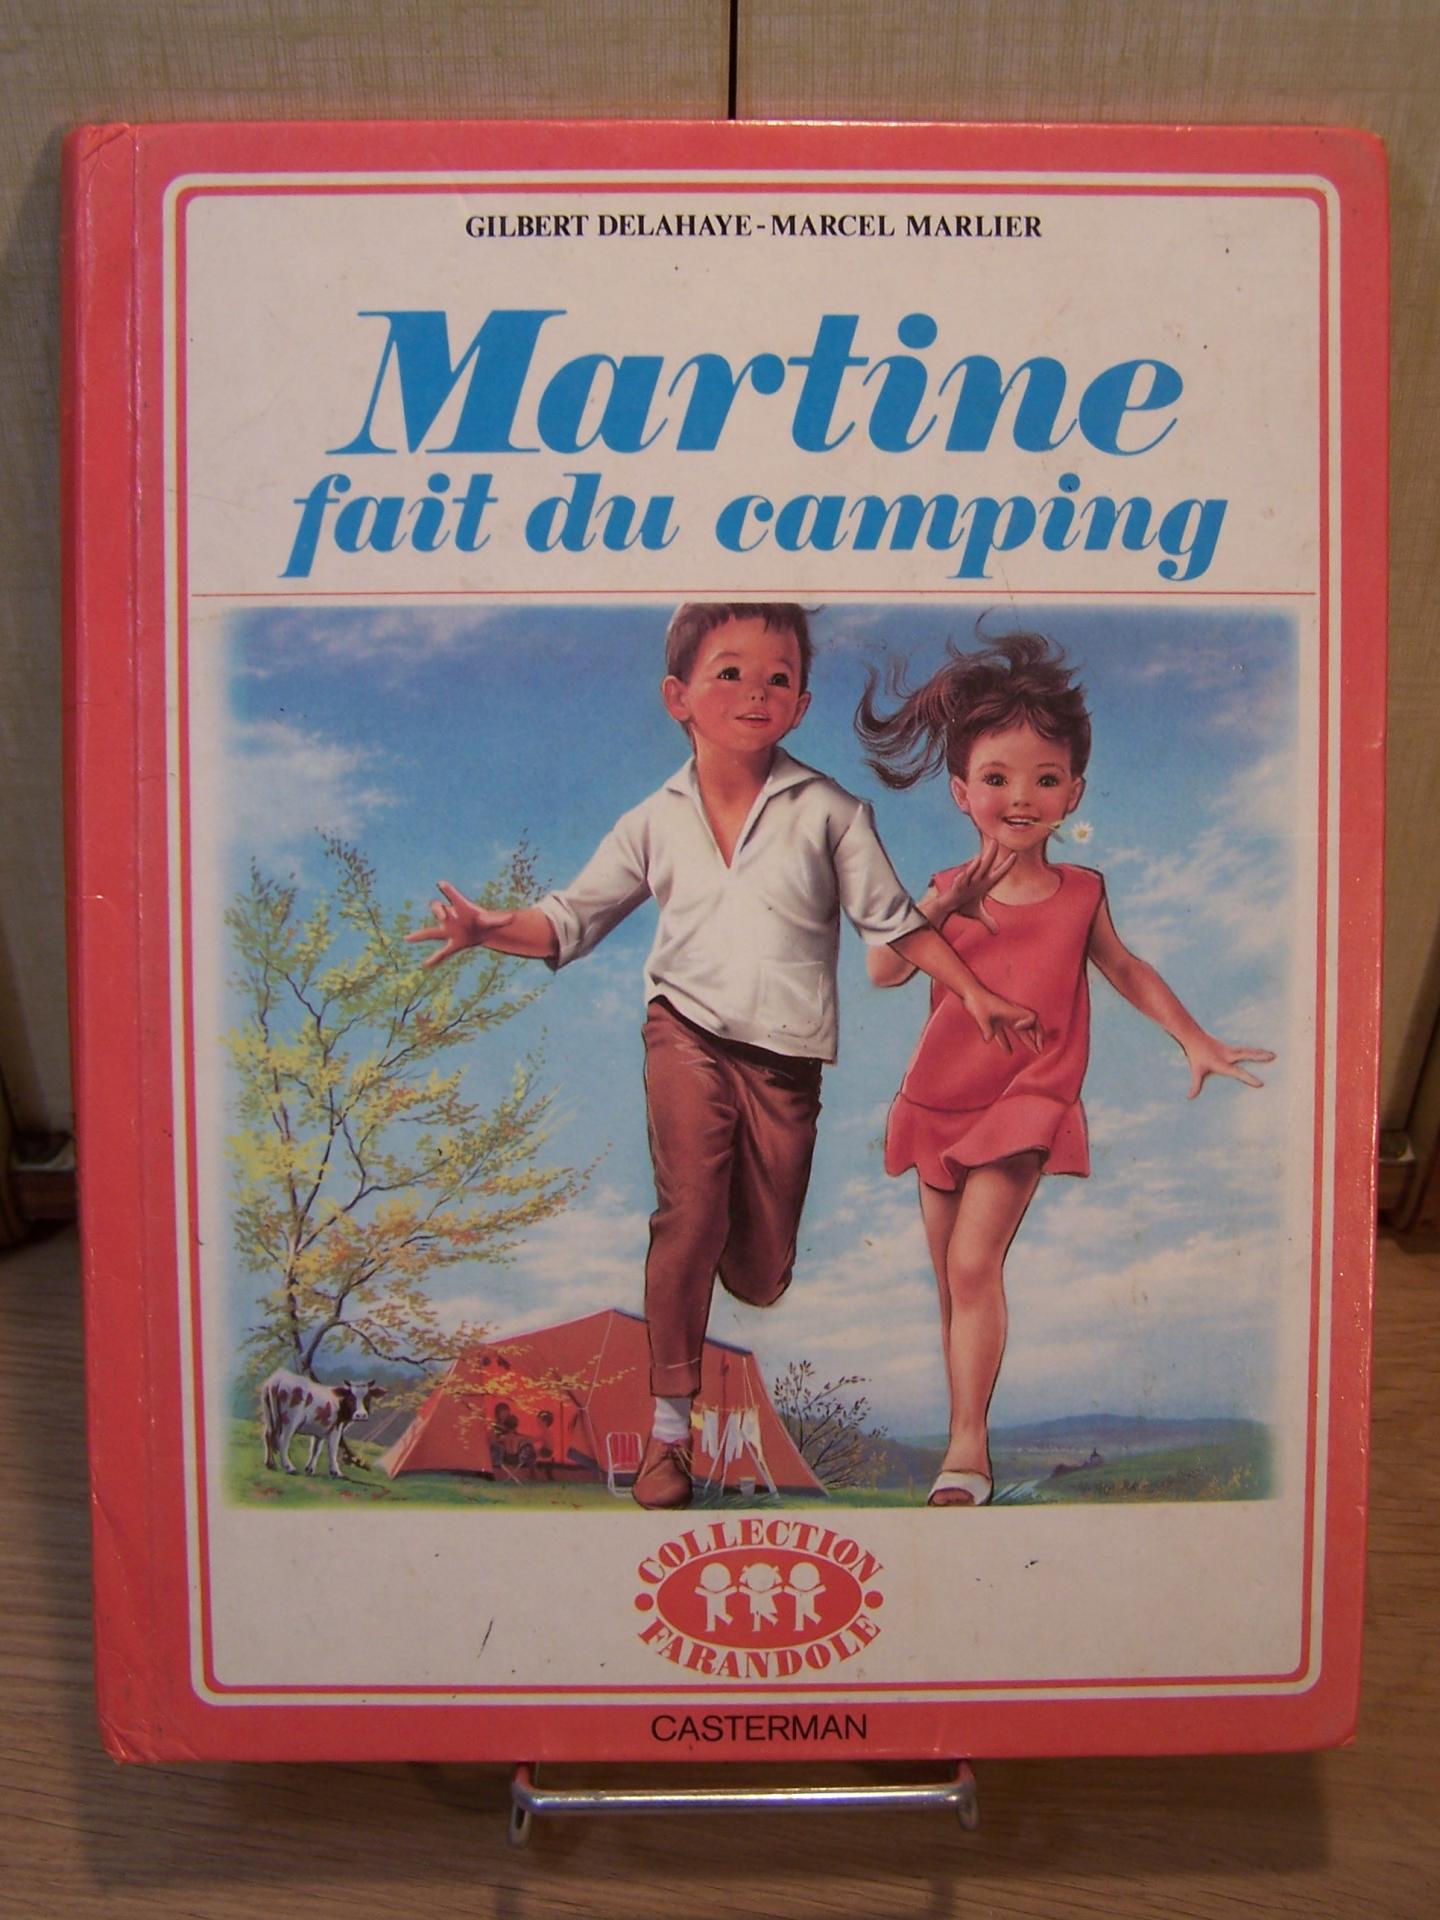 GILBERT DELAHAYE-MARCEL MARLIER
Martine
fait du camping
COLLECTION
FARANDOLE
CASTERMAN